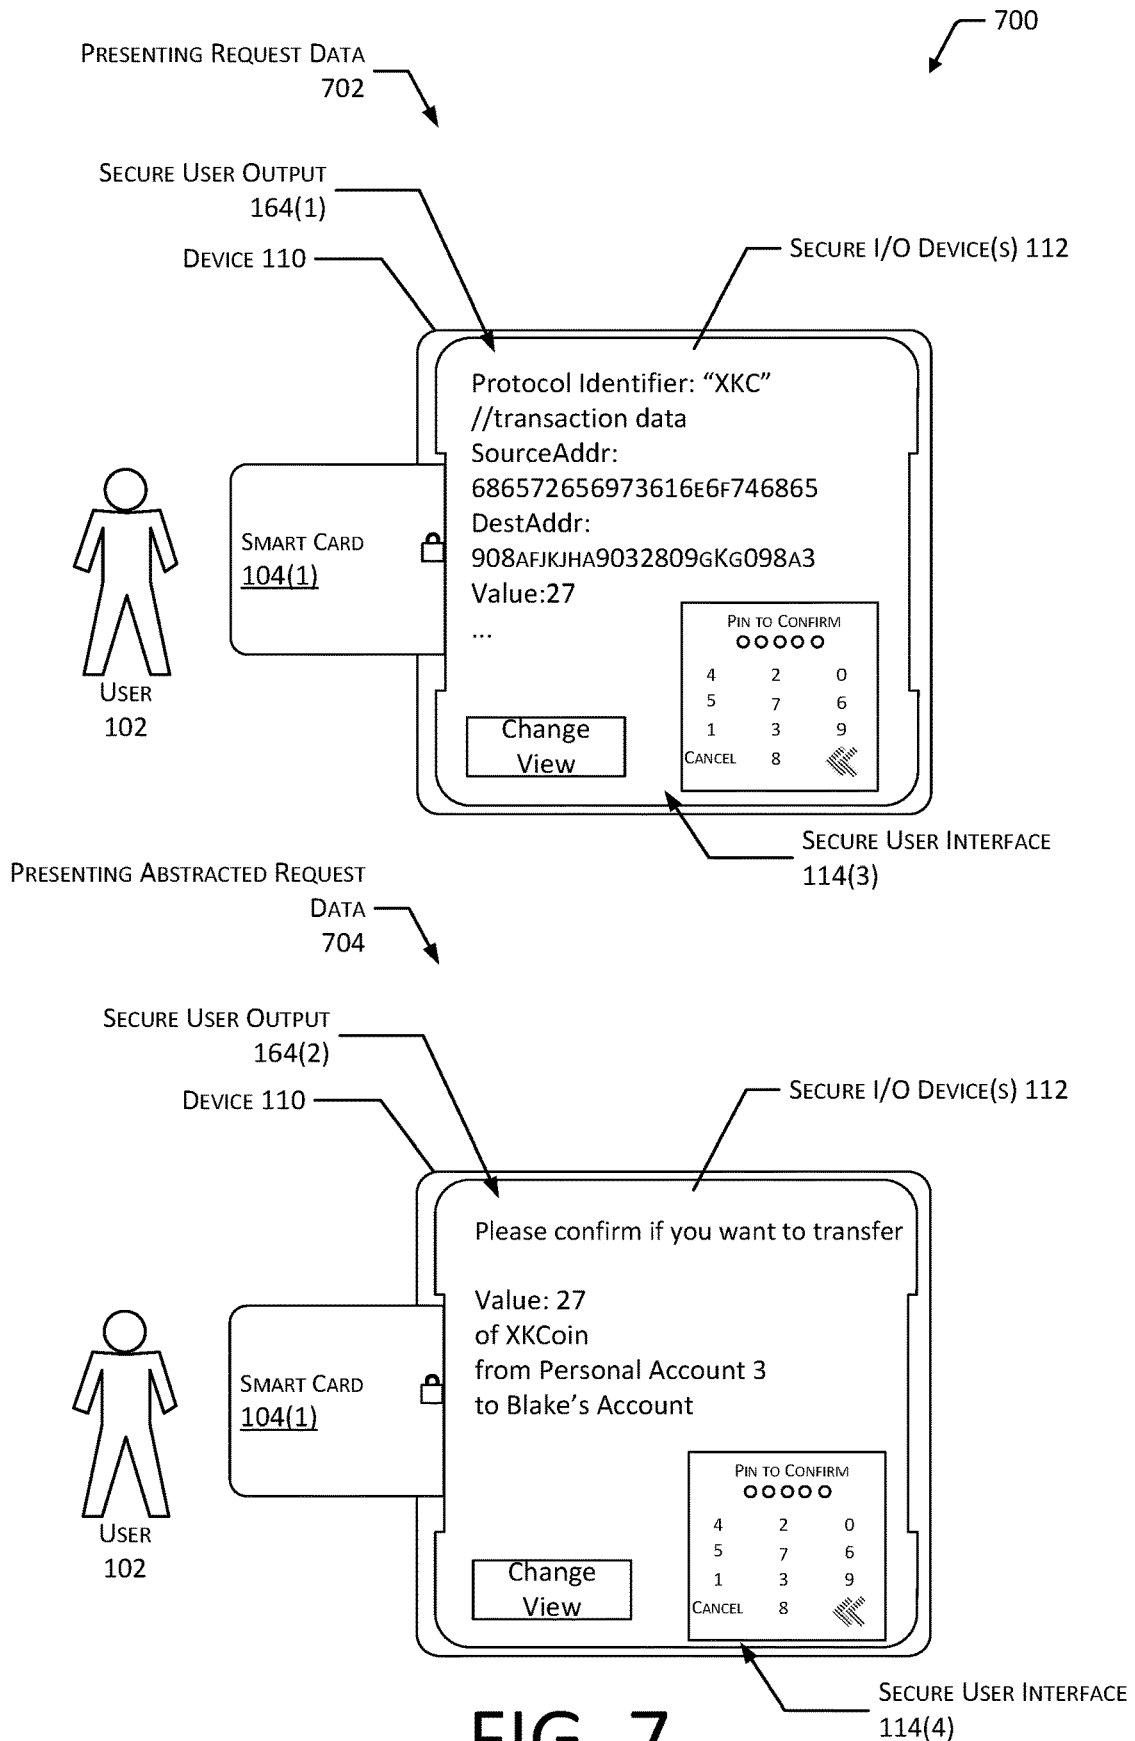 700
PRESENTING REQUEST DATA
702
SECURE USER OUTPUT
164(1)
DEVICE 110
SECURE I/O DEVICE(S) 112
Protocol Identifier: “XKC”
//transaction data
SourceAddr:
686572656973616E6F746865
DestAddr:
908AFJKJHA9032809GKG098A3
Value:27
...
SMART CARD
104(1)
USER
102
PIN TO CONFIRM
4 2 0
5 7 6
1 3 9
CANCEL 8
Change
View
SECURE USER INTERFACE
114(3)
PRESENTING ABSTRACTED REQUEST
DATA
704
SECURE USER OUTPUT
164(2)
DEVICE 110
SECURE I/O DEVICE(S) 112
Please confirm if you want to transfer
Value: 27
of XKCoin
from Personal Account 3
to Blake’s Account
SMART CARD
104(1)
USER
102
PIN TO CONFIRM
4 2 0
5 7 6
1 3 9
CANCEL 8
Change
View
SECURE USER INTERFACE
114(4)
FIG. 7